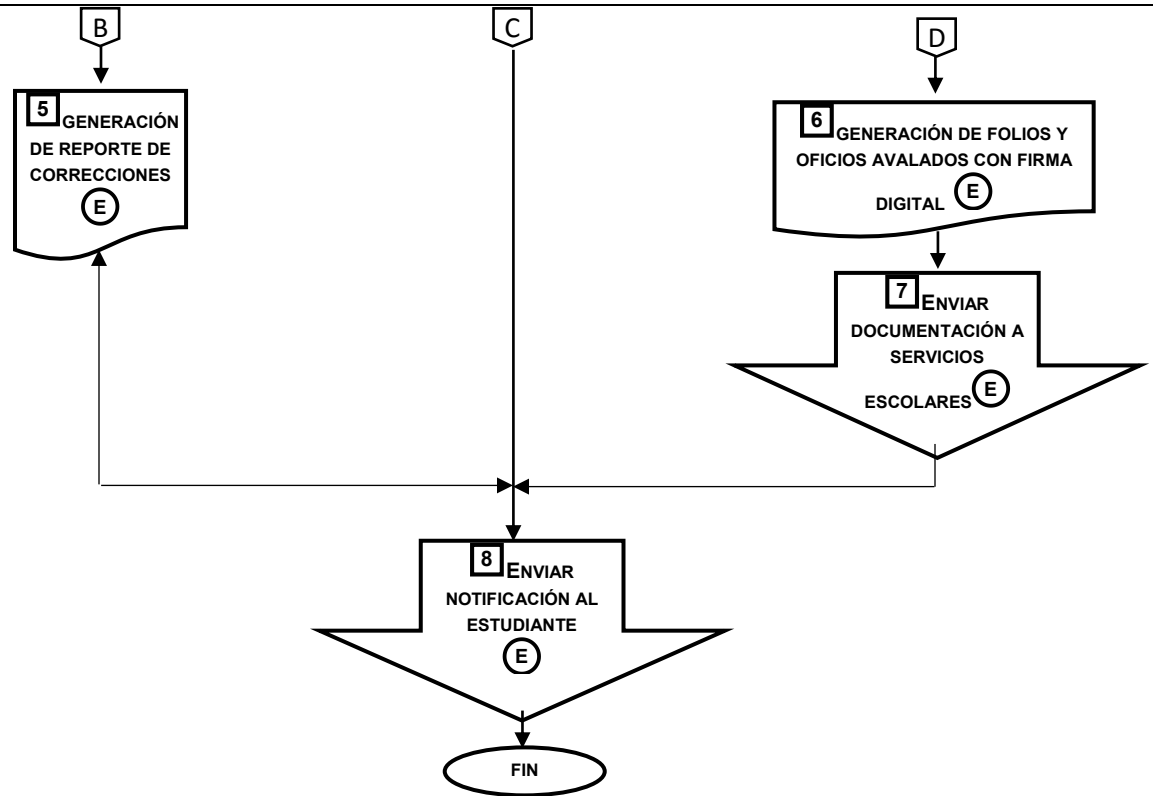 B
C
D
5 GENERACIÓN
DE REPORTE DE
CORRECCIONES
E
6 GENERACIÓN DE FOLIOS Y
OFICIOS AVALADOS CON FIRMA
DIGITAL E
7 ENVIAR
DOCUMENTACIÓN A
SERVICIOS
ESCOLARES E
8 ENVIAR
NOTIFICACIÓN AL
ESTUDIANTE
E
FIN